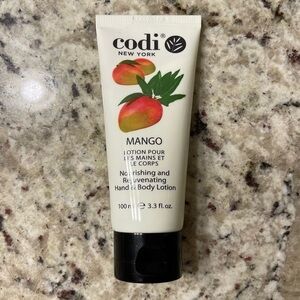 codi®
NEW YORK
MANGO
LOTION POUR
LES MAINS ET
LE CORPS
Nourishing and
Rejuvenating
Hand & Body Lotion
100 ml ℮ 3.3 fl.oz.